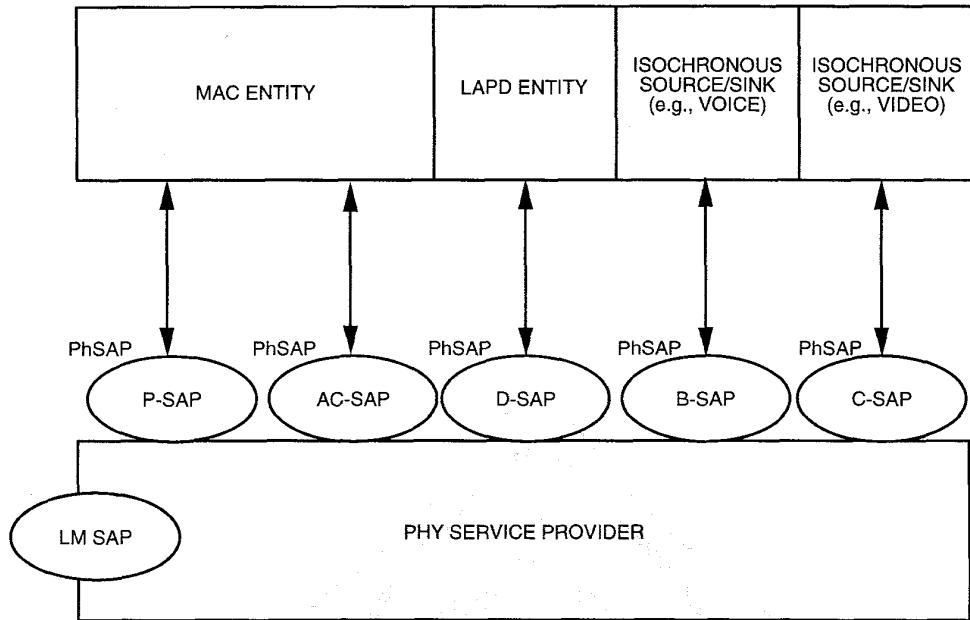 MAC ENTITY
LAPD ENTITY
ISOCHRONOUS
SOURCE/SINK
(e.g., VOICE)
ISOCHRONOUS
SOURCE/SINK
(e.g., VIDEO)
PhSAP
PhSAP
PhSAP
PhSAP
PhSAP
P-SAP
AC-SAP
D-SAP
B-SAP
C-SAP
LM SAP
PHY SERVICE PROVIDER